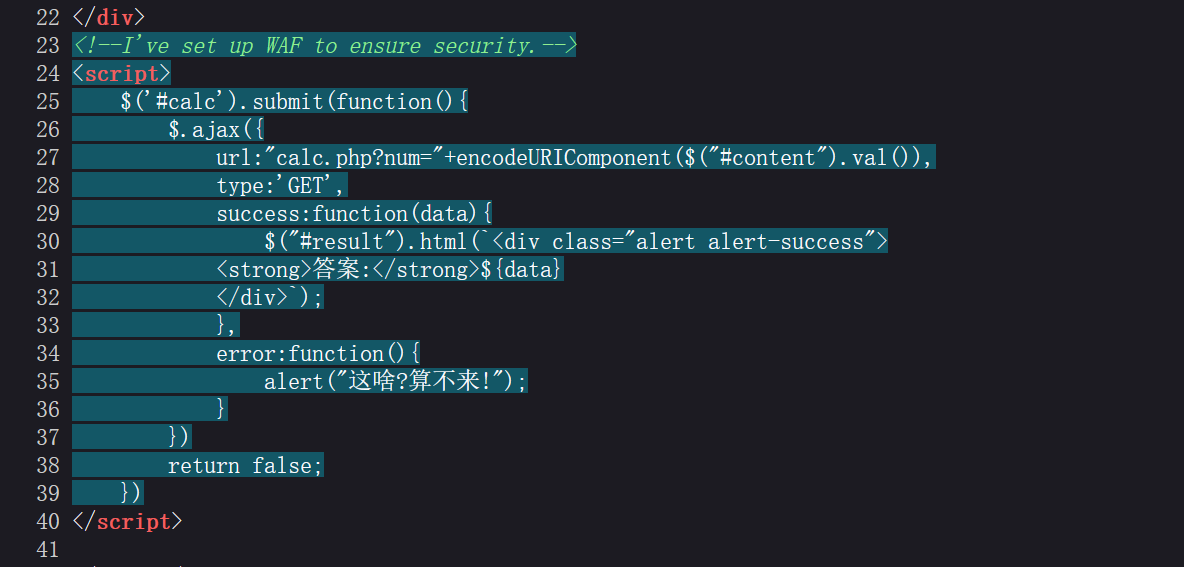 22 </div>
23 <!--I've set up WAF to ensure security.-->
24 <script>
25     $('#calc').submit(function(){
26         $.ajax({
27             url:"calc.php?num="+encodeURIComponent($("#content").val()),
28             type:'GET',
29             success:function(data){
30                 $("#result").html(`<div class="alert alert-success">
31             <strong>答案:</strong>${data}
32             </div>`);
33             },
34             error:function(){
35                 alert("这啥?算不来!");
36             }
37         })
38         return false;
39     })
40 </script>
41